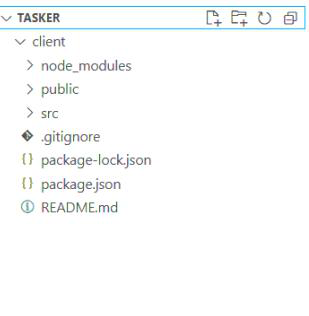 TASKER
client
node_modules
public
src
.gitignore
package-lock.json
package.json
README.md